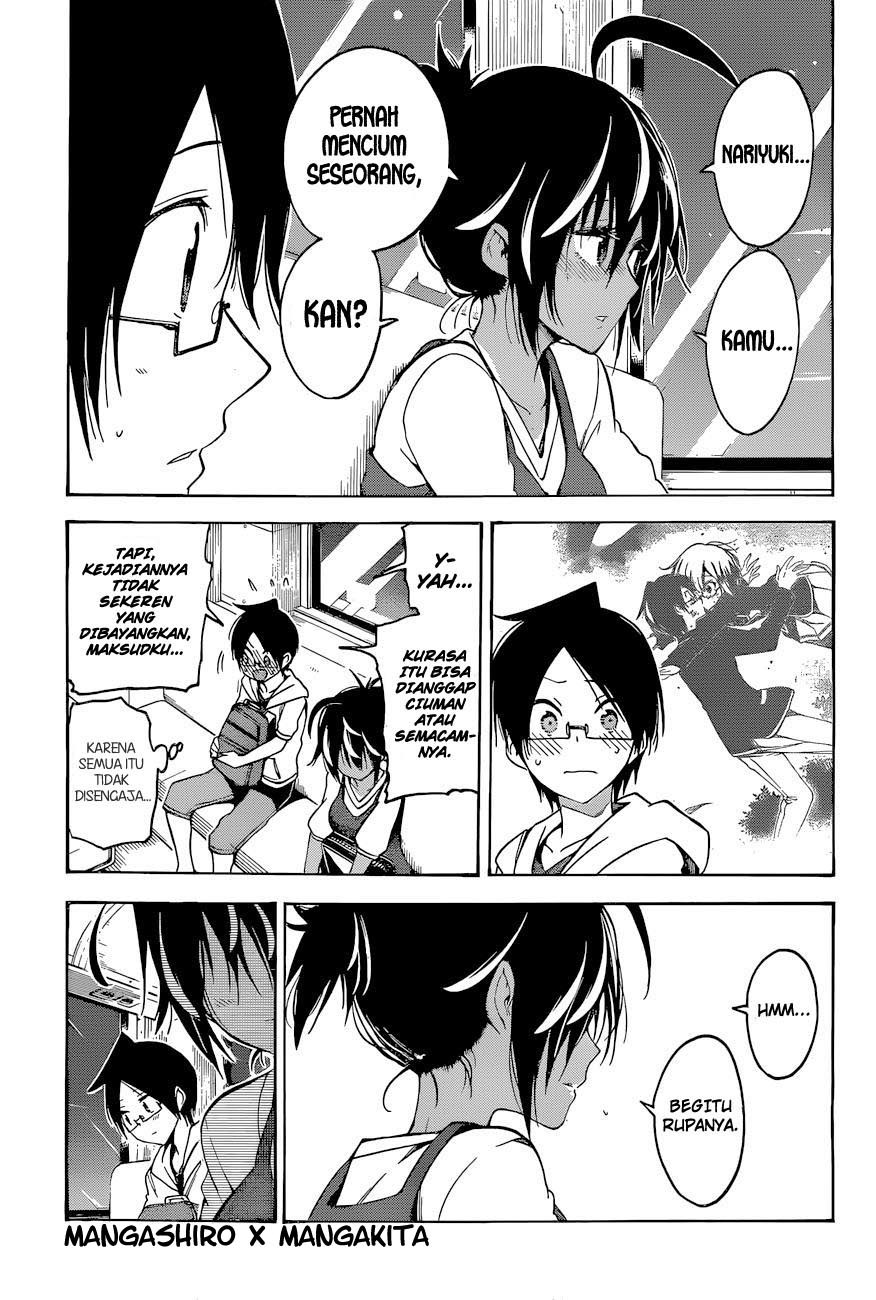 NARIYUKI...
KAMU...
PERNAH
MENCIUM
SESEORANG,
KAN?
Y-
YAH...
KURASA
ITU BISA
DIANGGAP
CIUMAN
ATAU
SEMACAM-
NYA.
TAPI,
KEJADIANNYA
TIDAK
SEKEREN
YANG
DIBAYANGKAN,
MAKSUDKU...
KARENA
SEMUA ITU
TIDAK
DISENGAJA...
HMM...
BEGITU
RUPANYA.
MANGASHIRO X MANGAKITA